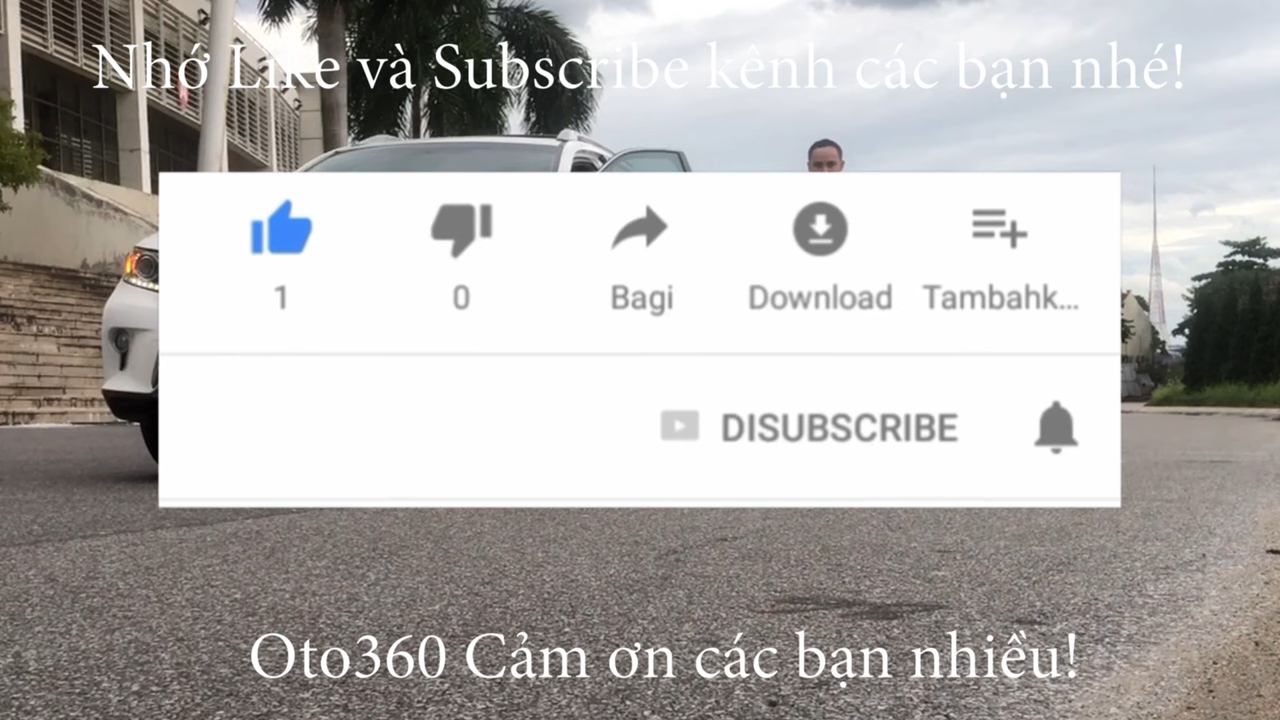 Nhớ Like và Subscribe kênh các bạn nhé!
1 0 Bagi Download Tambahk...
DISUBSCRIBE
Oto360 Cảm ơn các bạn nhiều!